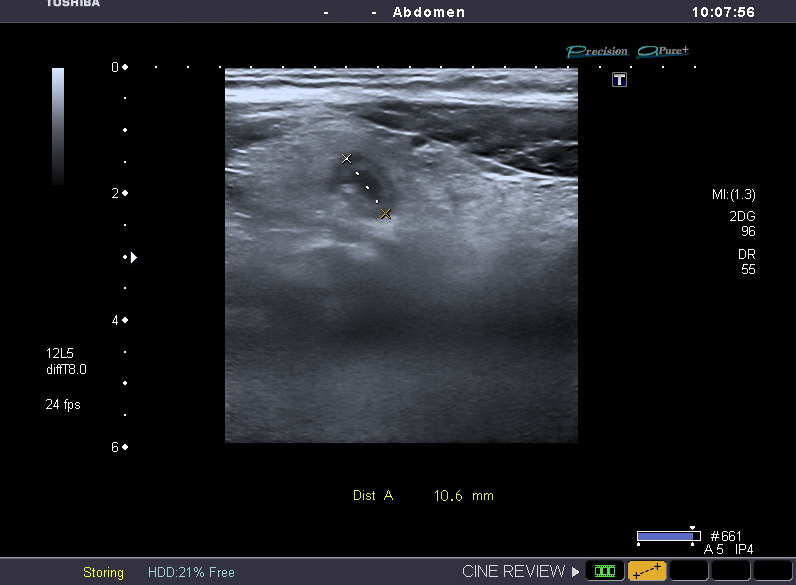 TOSHIBA
- - Abdomen 10:07:56
Precision APure+
T
0
2
4
6
MI:(1.3)
2DG
96
DR
55
12L5
diffT8.0
24 fps
Dist A 10.6 mm
#661
A 5 IP4
Storing HDD:21% Free CINE REVIEW